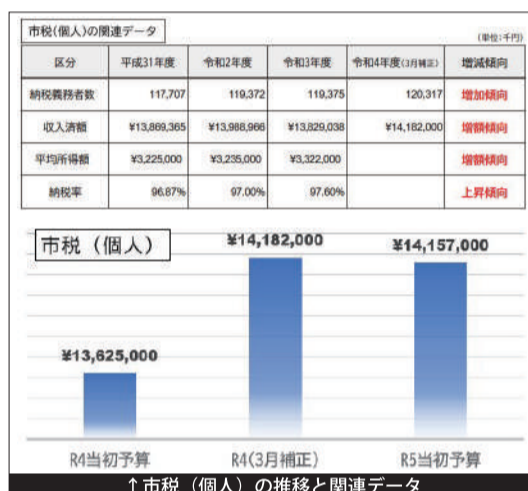 市税(個人)の関連データ
(単位:千円)
区分 平成31年度 令和2年度 令和3年度 令和4年度(3月補正) 増減傾向
納税義務者数 117,707 119,372 119,375 120,317 増加傾向
収入済額 ¥13,869,365 ¥13,988,966 ¥13,829,038 ¥14,182,000 増額傾向
平均所得額 ¥3,225,000 ¥3,235,000 ¥3,322,000 増額傾向
納税率 96.87% 97.00% 97.60% 上昇傾向
市税(個人)
¥14,182,000 ¥14,157,000
¥13,625,000
R4当初予算 R4(3月補正) R5当初予算
↑市税(個人)の推移と関連データ